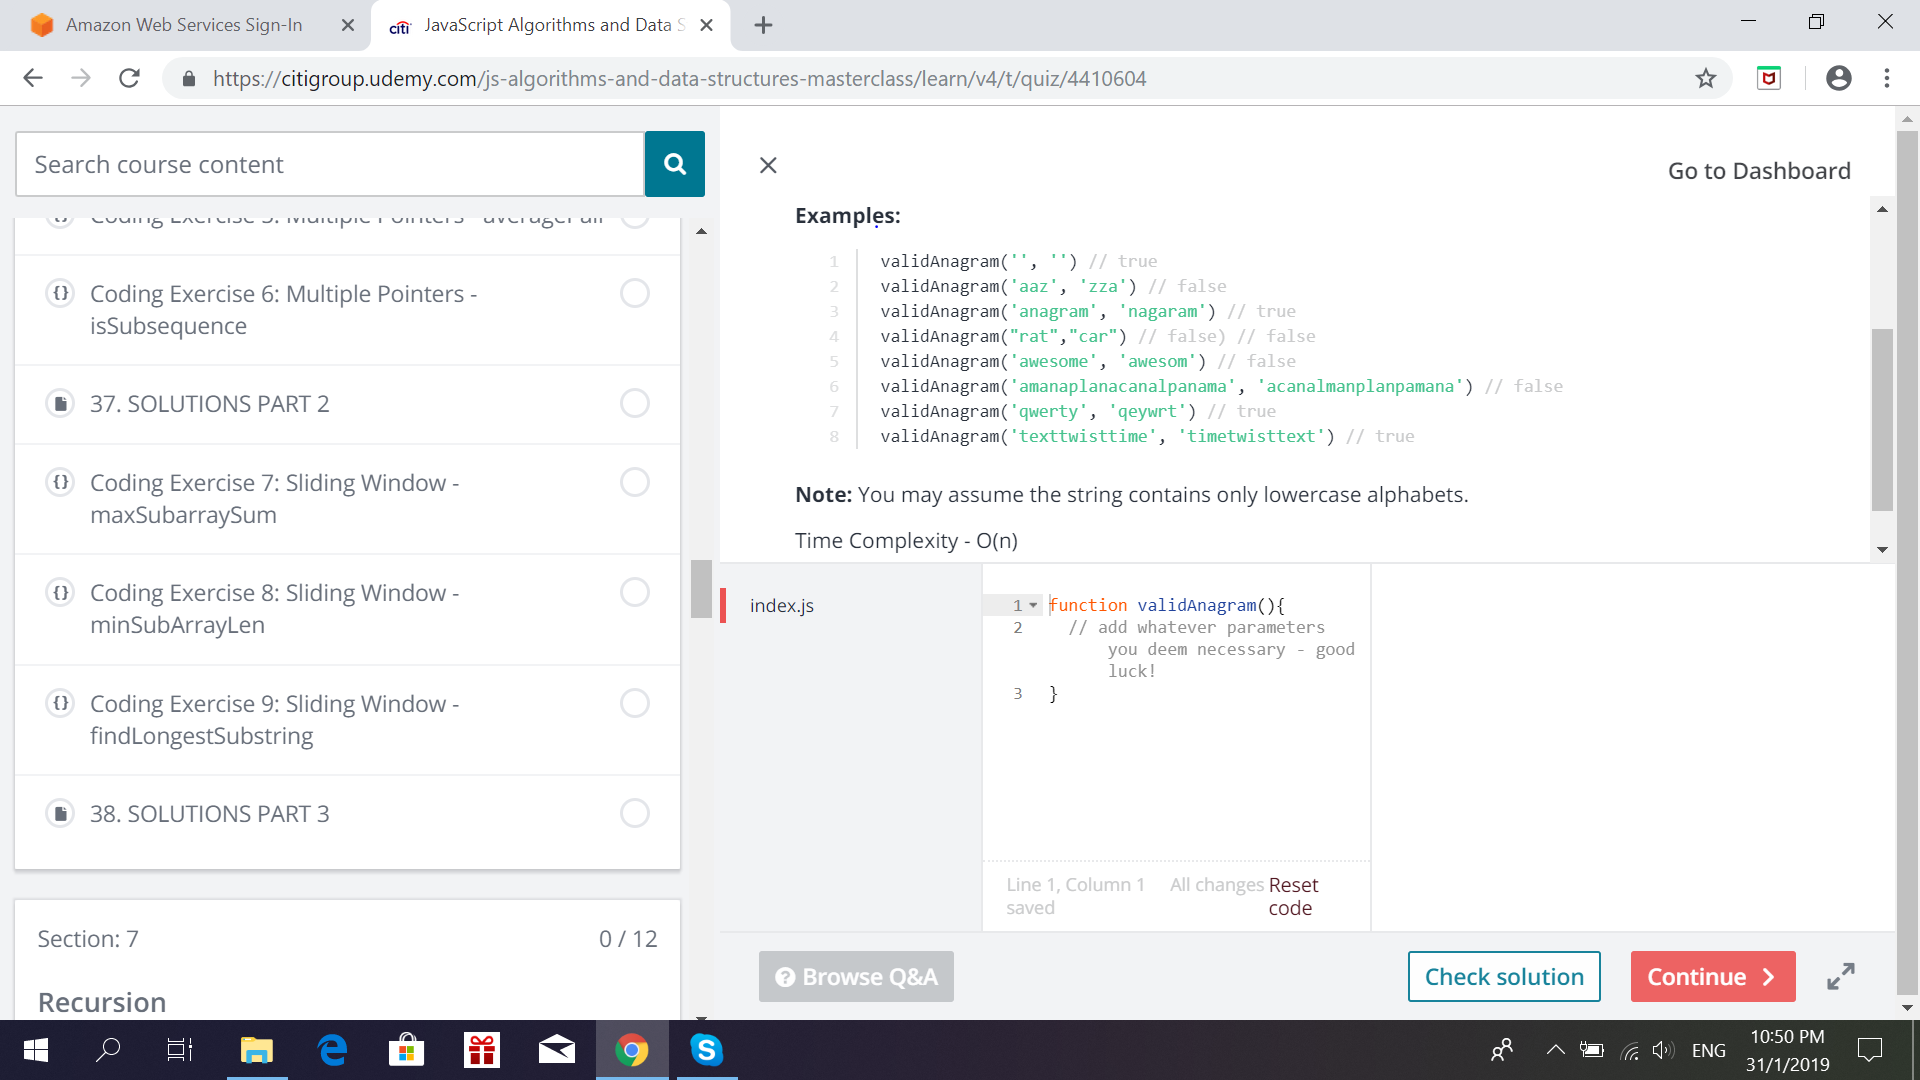 Amazon Web Services Sign-In
citi JavaScript Algorithms and Data S
https://citigroup.udemy.com/js-algorithms-and-data-structures-masterclass/learn/v4/t/quiz/4410604
Search course content
Coding Exercise 5: Multiple Pointers - averagePair
{} Coding Exercise 6: Multiple Pointers -
isSubsequence
37. SOLUTIONS PART 2
{} Coding Exercise 7: Sliding Window -
maxSubarraySum
{} Coding Exercise 8: Sliding Window -
minSubArrayLen
{} Coding Exercise 9: Sliding Window -
findLongestSubstring
38. SOLUTIONS PART 3
Section: 7 0 / 12
Recursion
Go to Dashboard
Examples:
1 validAnagram('', '') // true
2 validAnagram('aaz', 'zza') // false
3 validAnagram('anagram', 'nagaram') // true
4 validAnagram("rat","car") // false) // false
5 validAnagram('awesome', 'awesom') // false
6 validAnagram('amanaplanacanalpanama', 'acanalmanplanpamana') // false
7 validAnagram('qwerty', 'qeywrt') // true
8 validAnagram('texttwisttime', 'timetwisttext') // true
Note: You may assume the string contains only lowercase alphabets.
Time Complexity - O(n)
index.js
1 function validAnagram(){
2 // add whatever parameters
you deem necessary - good
luck!
3 }
Line 1, Column 1 All changes
saved
Reset
code
? Browse Q&A
Check solution
Continue
ENG
10:50 PM
31/1/2019